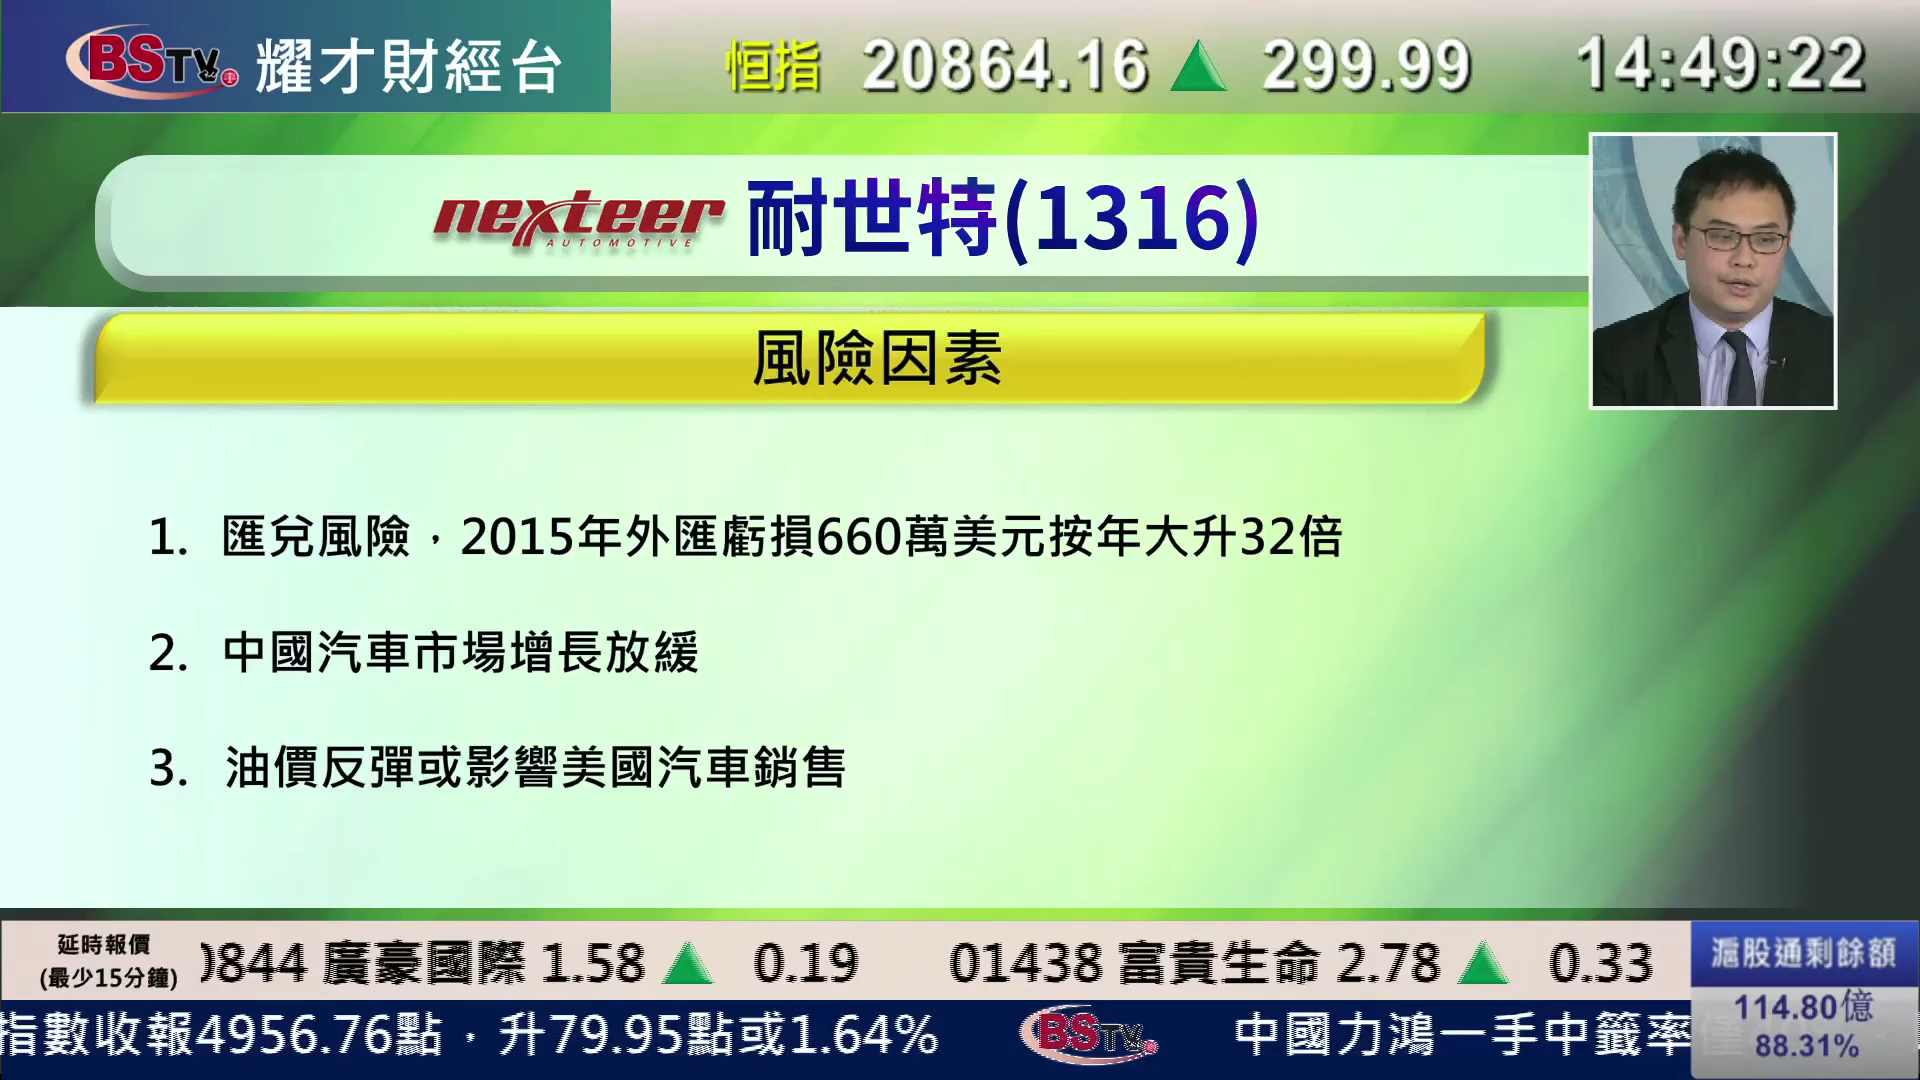 BSTV 耀才財經台
恒指 20864.16 ▲ 299.99 14:49:22
nexteer 耐世特(1316)
AUTOMOTIVE
風險因素
1. 匯兌風險，2015年外匯虧損660萬美元按年大升32倍
2. 中國汽車市場增長放緩
3. 油價反彈或影響美國汽車銷售
延時報價
(最少15分鐘)
0844 廣豪國際 1.58 ▲ 0.19 01438 富貴生命 2.78 ▲ 0.33
滬股通剩餘額
114.80億
88.31%
指數收報4956.76點，升79.95點或1.64% BSTV 中國力鴻一手中籤率